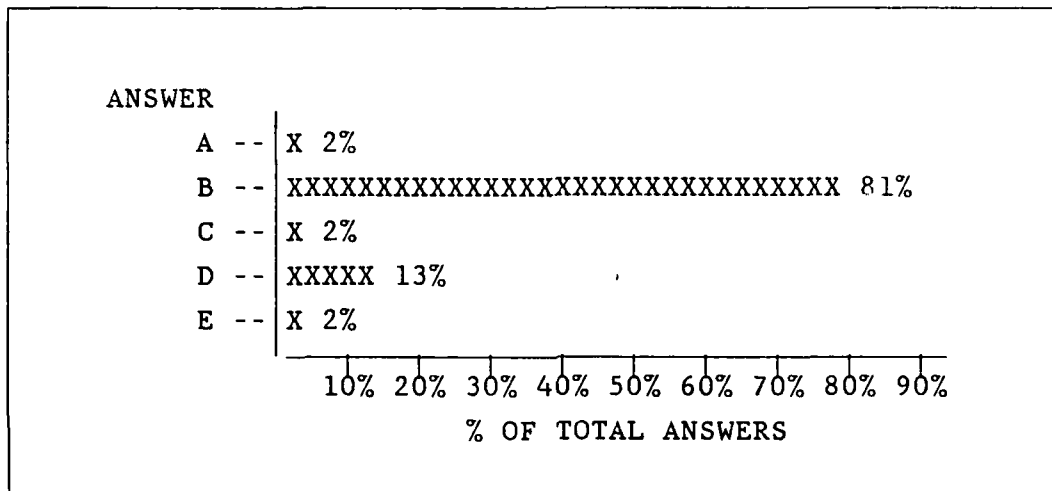 ANSWER
A -- X 2%
B -- XXXXXXXXXXXXXXXXXXXXXXXXXXXXXXX 81%
C -- X 2%
D -- XXXXX 13%
E -- X 2%
10% 20% 30% 40% 50% 60% 70% 80% 90%
% OF TOTAL ANSWERS